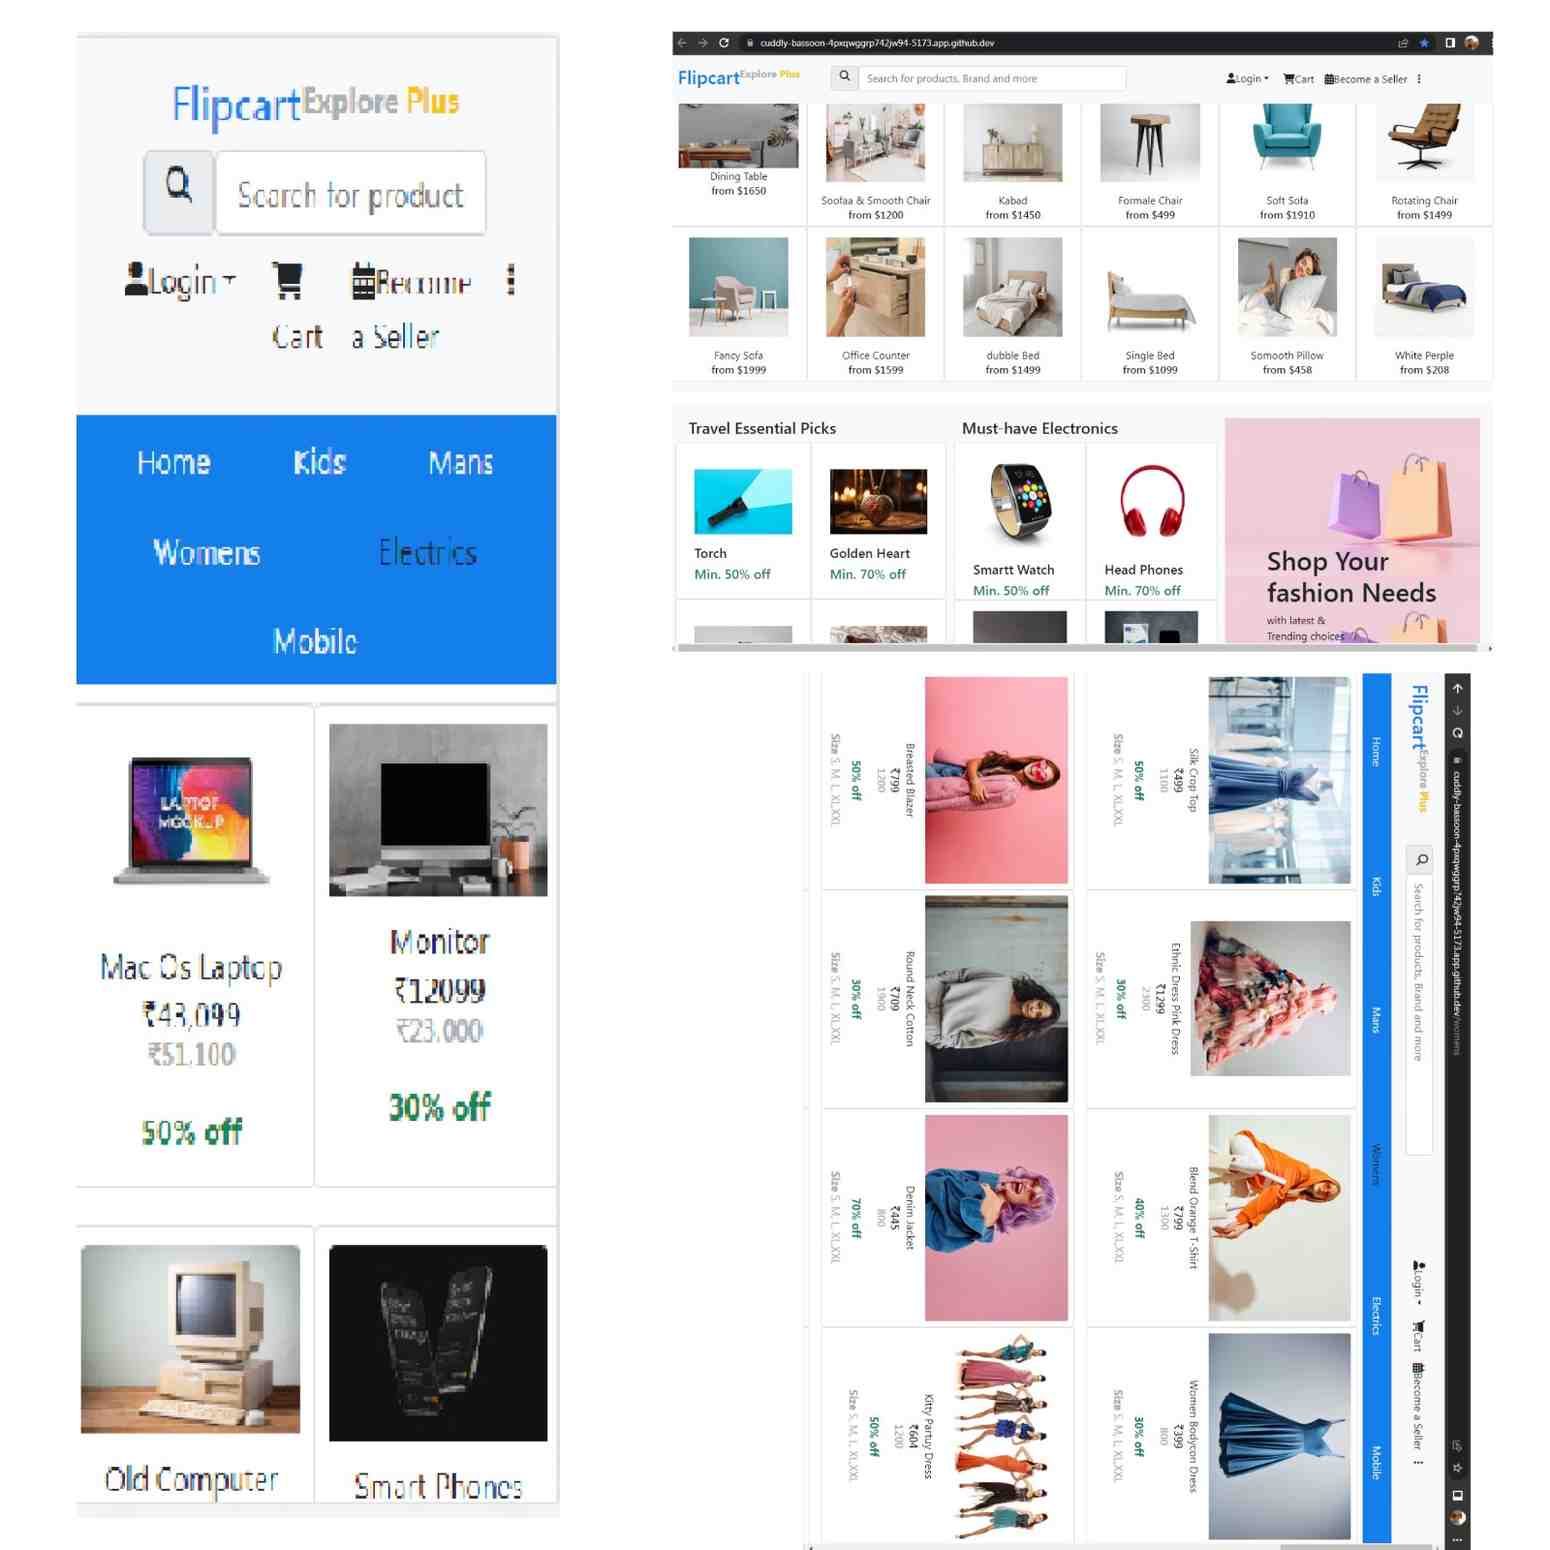 FlipcartExplore Plus
Search for product
Login
Cart
Become
a Seller
Home Kids Mans
Womens Electrics
Mobile
LAPTOP
MOCKUP
Mac Os Laptop
₹43,099
₹51,100
50% off
Monitor
₹12099
₹23,000
30% off
Old Computer
Smart Phones
cuddly-bassoon-4pxqwggrp742jw94-5173.app.github.dev
FlipcartExplore Plus
Search for products, Brand and more
Login Cart Become a Seller
Dining Table
from $1650
Soofaa & Smooth Chair
from $1200
Kabad
from $1450
Formale Chair
from $499
Soft Sofa
from $1910
Rotating Chair
from $1499
Fancy Sofa
from $1999
Office Counter
from $1599
dubble Bed
from $1499
Single Bed
from $1099
Somooth Pillow
from $458
White Perple
from $208
Travel Essential Picks
Torch
Min. 50% off
Golden Heart
Min. 70% off
Must-have Electronics
Smartt Watch
Min. 50% off
Head Phones
Min. 70% off
Shop Your
fashion Needs
with latest &
Trending choices
cuddly-bassoon-4pxqwggrp742jw94-5173.app.github.dev/womens
FlipcartExplore Plus
Search for products, Brand and more
Login Cart Become a Seller
Home Kids Mans Womens Electrics Mobile
Silk Crop Top
₹499
1100
50% off
Size S, M, L, XL,XXL
Ethnic Dress Pink Dress
₹1299
2300
30% off
Size S, M, L, XL,XXL
Blend Orange T-Shirt
₹799
1300
40% off
Size S, M, L, XL,XXL
Women Bodycon Dress
₹399
800
30% off
Size S, M, L, XL,XXL
Breasted Blazer
₹799
1200
50% off
Size S, M, L, XL,XXL
Round Neck Cotton
₹709
1900
30% off
Size S, M, L, XL,XXL
Denim Jacket
₹445
800
70% off
Size S, M, L, XL,XXL
Kitty Partuy Dress
₹604
1200
50% off
Size S, M, L, XL,XXL